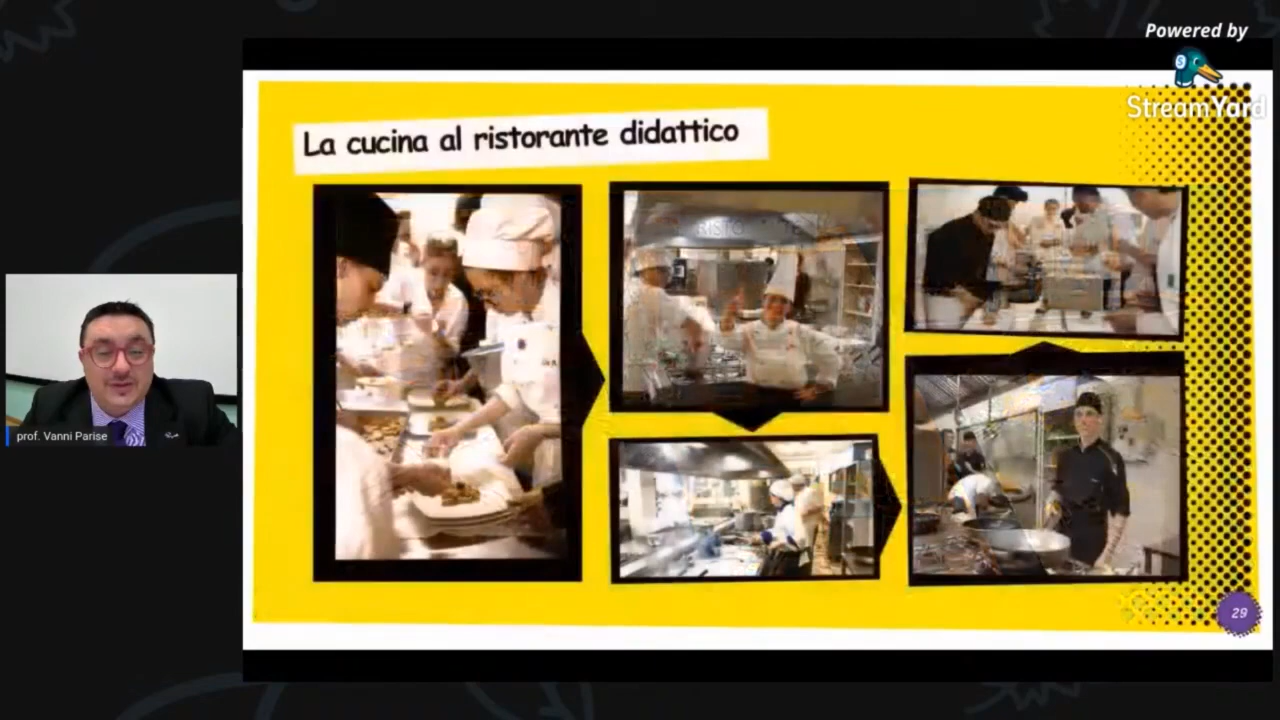 Powered by
StreamYard
La cucina al ristorante didattico
prof. Vanni Parise
29